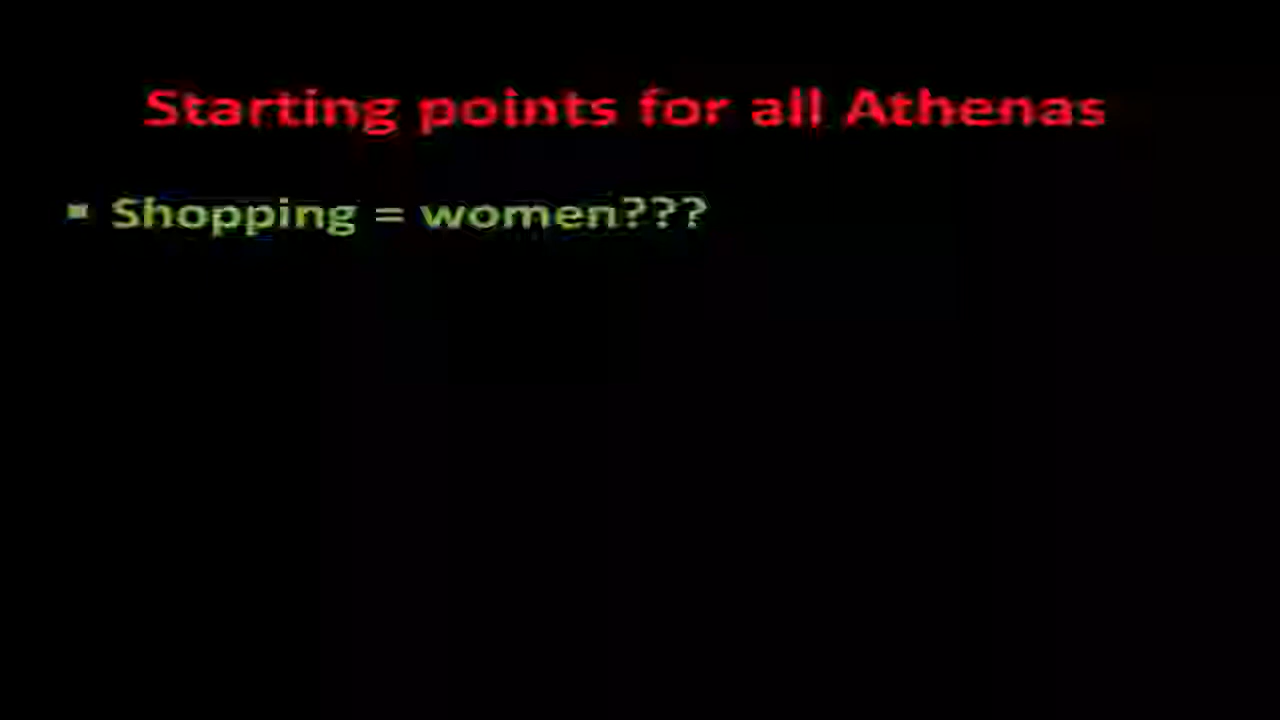 Starting points for all Athenas
▪ Shopping = women???